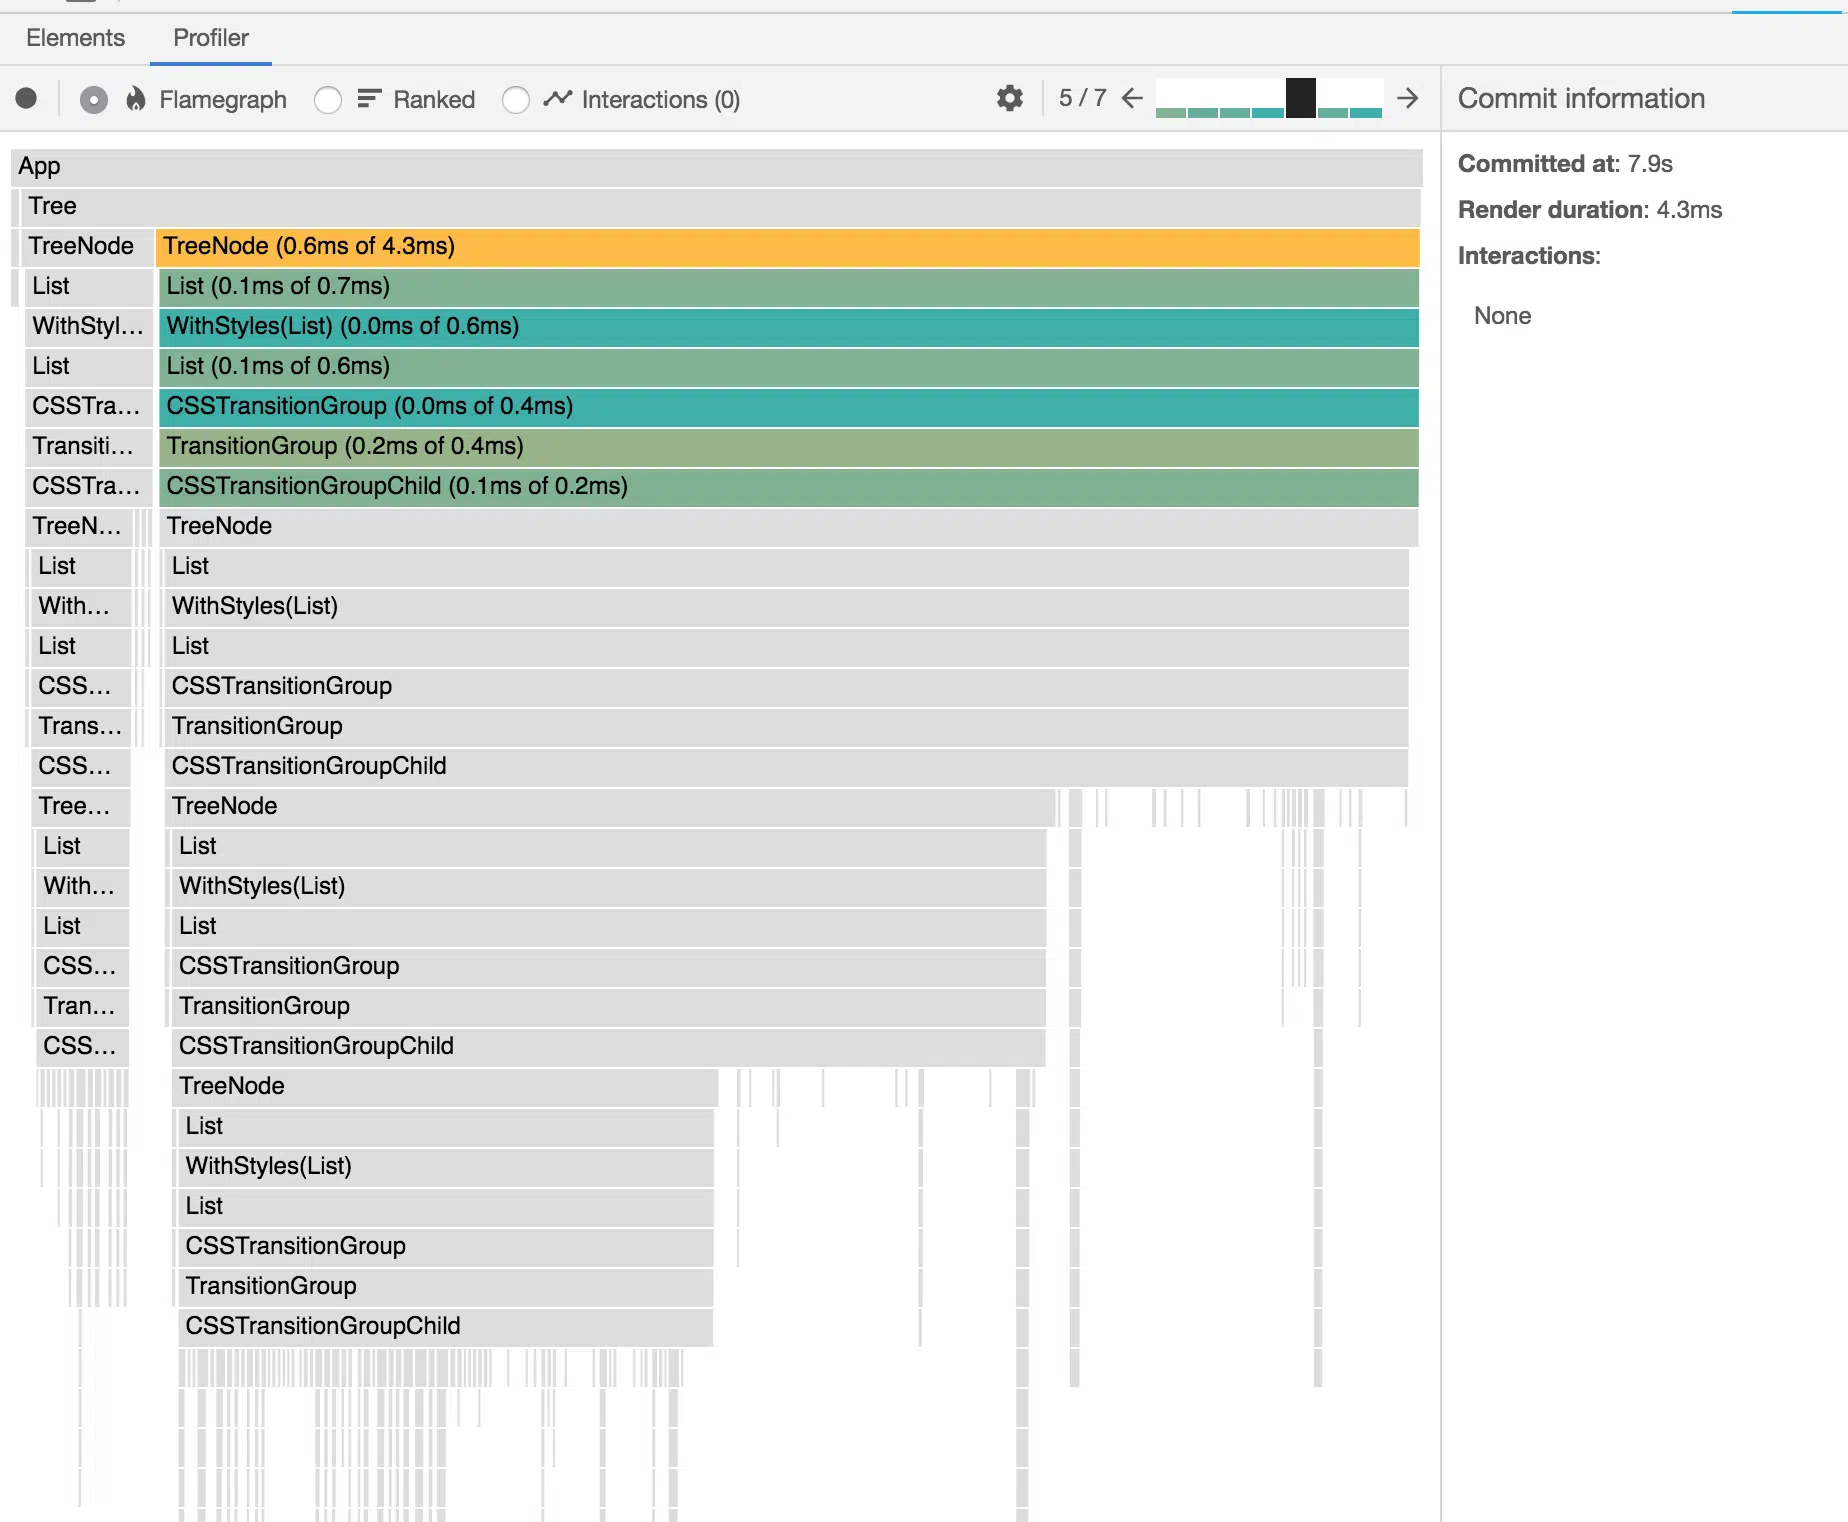 Elements Profiler
Flamegraph Ranked Interactions (0) 5 / 7 Commit information
App
Tree
TreeNode TreeNode (0.6ms of 4.3ms)
List List (0.1ms of 0.7ms)
WithStyl... WithStyles(List) (0.0ms of 0.6ms)
List List (0.1ms of 0.6ms)
CSSTra... CSSTransitionGroup (0.0ms of 0.4ms)
Transiti... TransitionGroup (0.2ms of 0.4ms)
CSSTra... CSSTransitionGroupChild (0.1ms of 0.2ms)
TreeN... TreeNode
List List
With... WithStyles(List)
List List
CSS... CSSTransitionGroup
Trans... TransitionGroup
CSS... CSSTransitionGroupChild
Tree... TreeNode
List List
With... WithStyles(List)
List List
CSS... CSSTransitionGroup
Tran... TransitionGroup
CSS... CSSTransitionGroupChild
TreeNode
List
WithStyles(List)
List
CSSTransitionGroup
TransitionGroup
CSSTransitionGroupChild
Committed at: 7.9s
Render duration: 4.3ms
Interactions:
None